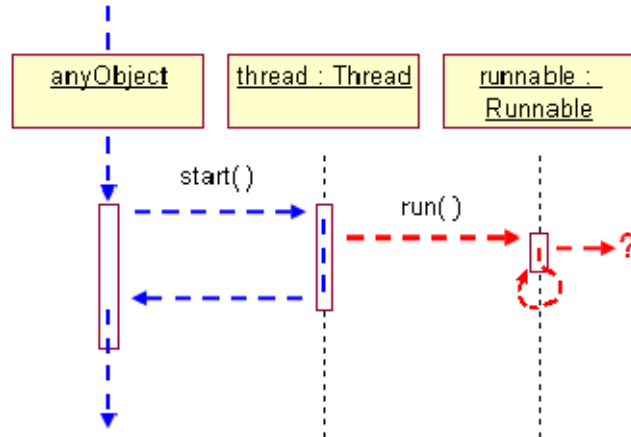 anyObject
thread : Thread
runnable :
Runnable
start( )
run( )
?